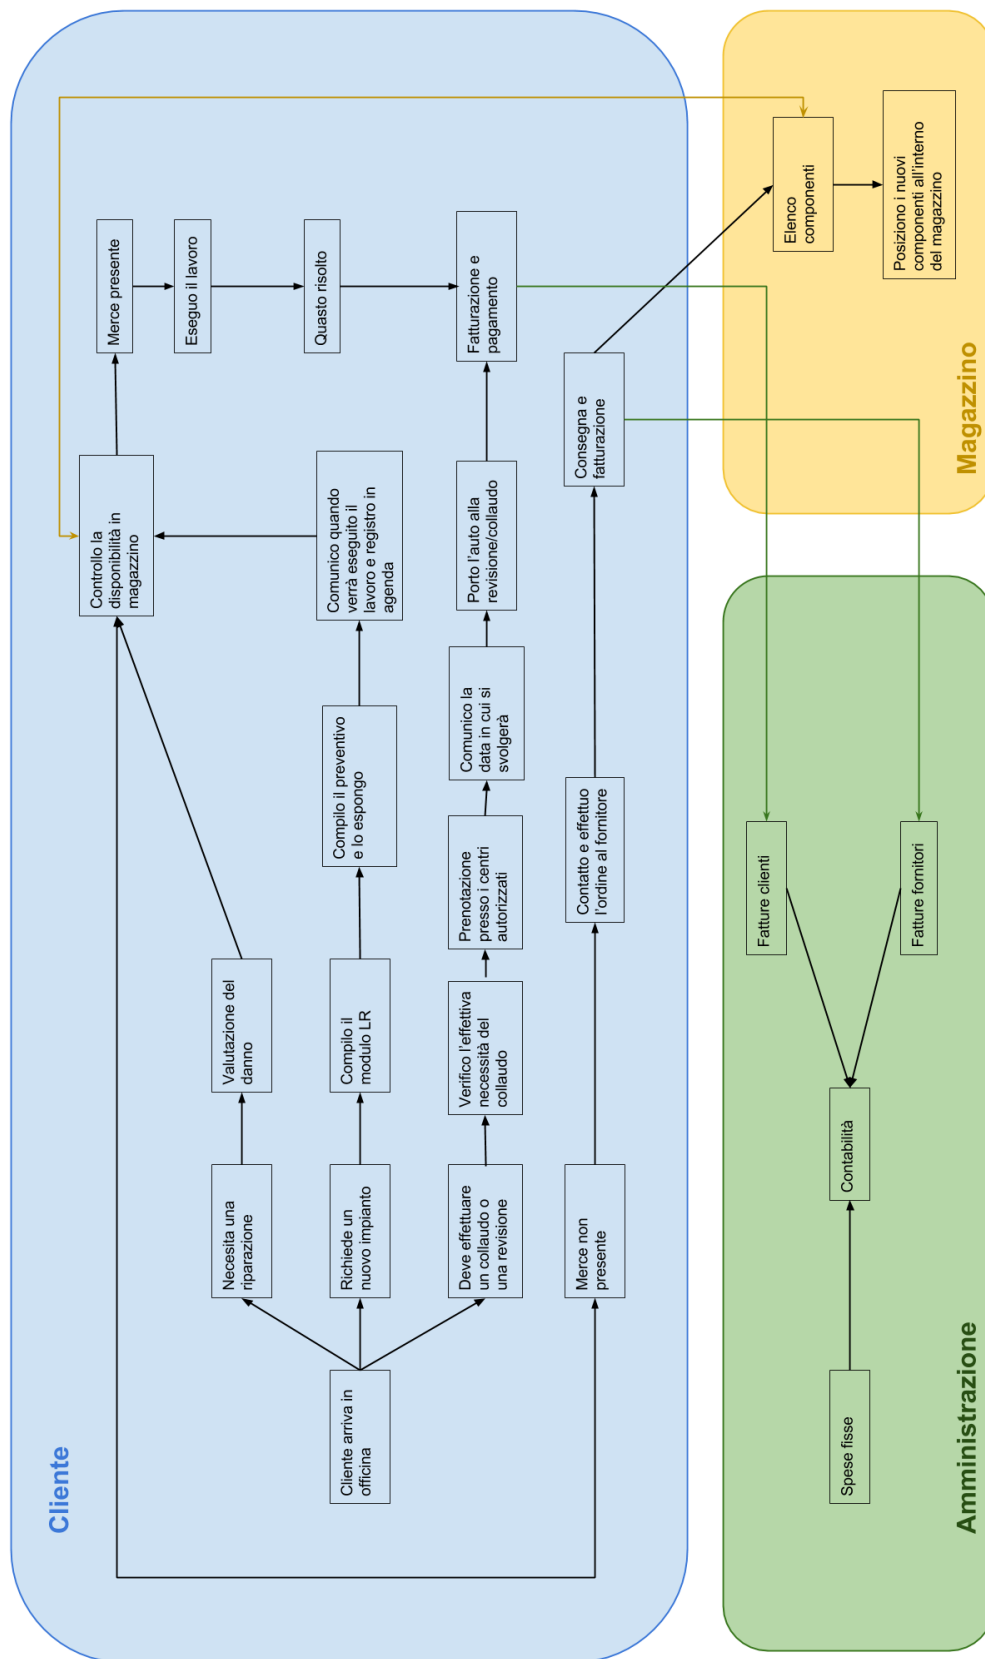 Cliente
Cliente arriva in
officina
Necesita una
riparazione
Valutazione del
danno
Controllo la
disponibilità in
magazzino
Merce presente
Eseguo il lavoro
Quasto risolto
Fatturazione e
pagamento
Richiede un
nuovo impianto
Compilo il
modulo LR
Compilo il preventivo
e lo espongo
Comunico quando
verrà eseguito il
lavoro e registro in
agenda
Deve effettuare
un collaudo o
una revisione
Verifico l'effettiva
necessità del
collaudo
Prenotazione
presso i centri
autorizzati
Comunico la
data in cui si
svolgerà
Porto l'auto alla
revisione/collaudo
Merce non
presente
Contatto e effettuo
l'ordine al fornitore
Consegna e
fatturazione
Amministrazione
Spese fisse
Contabilità
Fatture clienti
Fatture fornitori
Magazzino
Elenco
componenti
Posiziono i nuovi
componenti all'interno
del magazzino